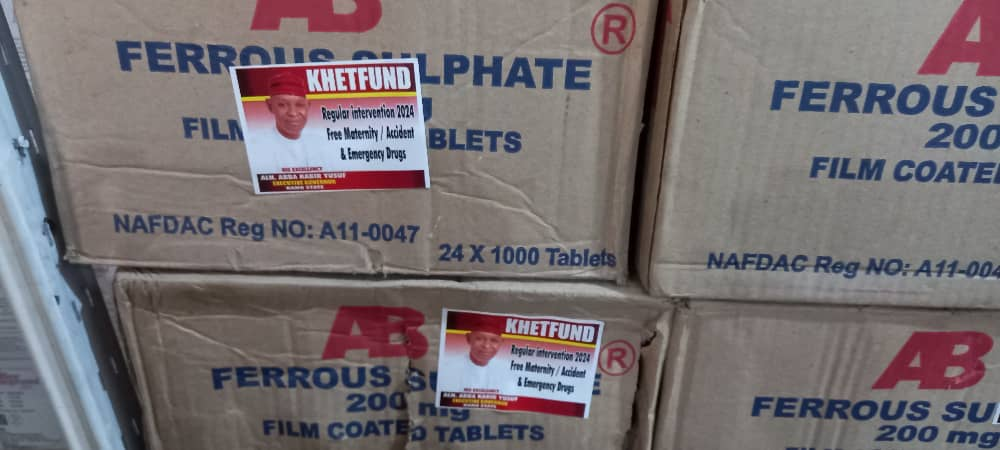 AB
®
FERROUS SULPHATE
FILM
TABLETS
KHETFUND
Regular intervention 2024
Free Maternity / Accident
& Emergency Drugs
HIS EXCELLENCY
ALH. ABBA KABIR YUSUF
EXECUTIVE GOVERNOR
KANO STATE
NAFDAC Reg NO: A11-0047
24 X 1000 Tablets
AB
FERROUS
200
FILM COATED
NAFDAC Reg NO: A11-004
AB
®
FERROUS
200 mg
FILM COATED TABLETS
KHETFUND
Regular intervention 2024
Free Maternity / Accident
& Emergency Drugs
HIS EXCELLENCY
ALH. ABBA KABIR YUSUF
EXECUTIVE GOVERNOR
KANO STATE
AB
FERROUS SU
200 mg